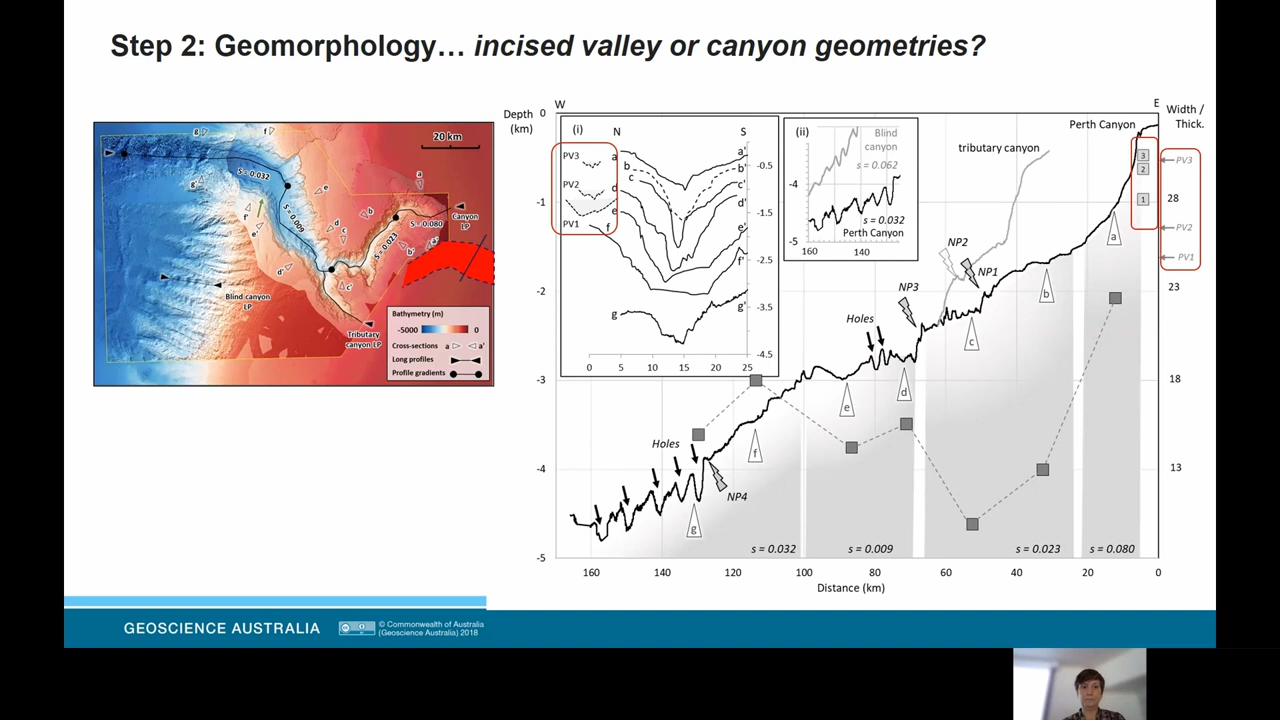 Step 2: Geomorphology… incised valley or canyon geometries?
20 km
g
f
g'
S = 0.032
e
a
f'
S = 0.009
d
b
c
Canyon
LP
S = 0.080
S = 0.023
e'
b'
a'
d'
c'
Blind canyon
LP
Tributary
canyon LP
Bathymetry (m)
-5000 0
Cross-sections a a'
Long profiles
Profile gradients
W
E
Depth
(km)
Width /
Thick.
0
-1
-2
-3
-4
-5
(i)
N
S
PV3
PV2
PV1
a
b
c
d
e
f
g
a'
b'
c'
d'
e'
f'
g'
-0.5
-1.5
-2.5
-3.5
-4.5
0 5 10 15 20 25
(ii)
Blind
canyon
s = 0.062
-4
s = 0.032
Perth Canyon
-5
160 140
Perth Canyon
tributary canyon
3
2
1
PV3
28
PV2
PV1
23
18
13
NP2
NP1
NP3
Holes
a
b
c
d
e
f
g
Holes
NP4
s = 0.032
s = 0.009
s = 0.023
s = 0.080
160 140 120 100 80 60 40 20 0
Distance (km)
GEOSCIENCE AUSTRALIA
cc
© Commonwealth of Australia
(Geoscience Australia) 2018